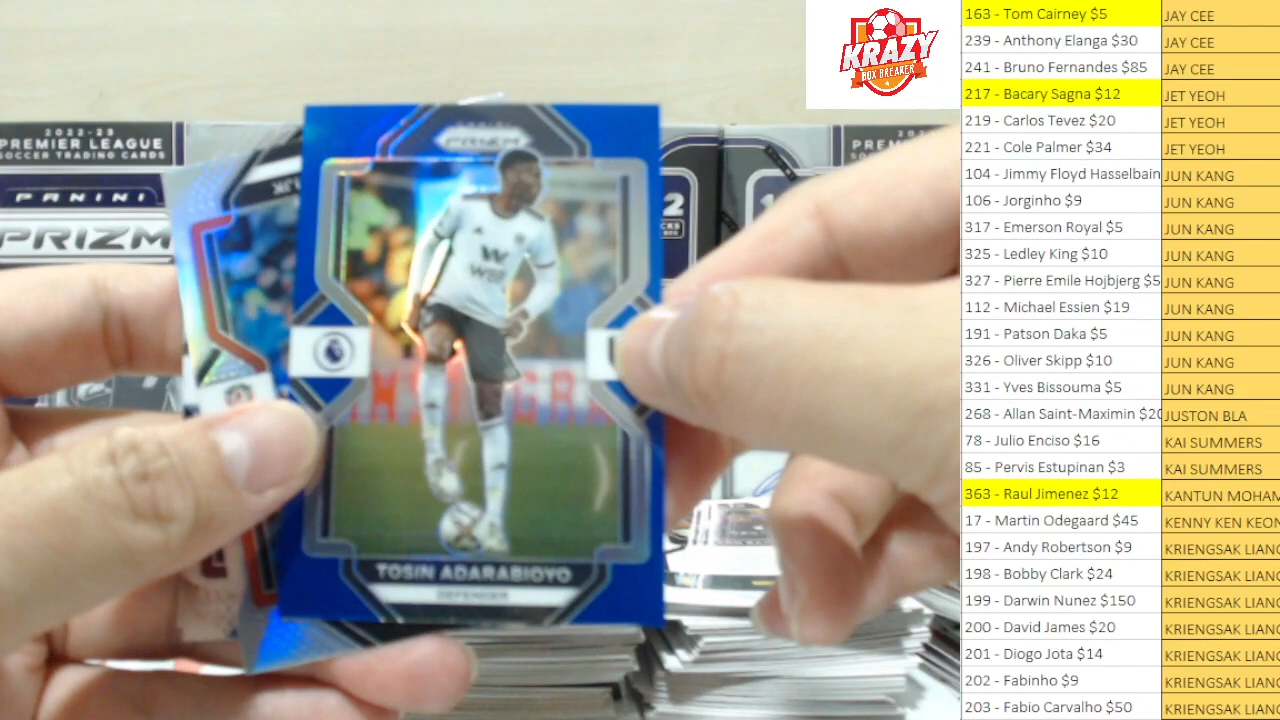 KRAZY
BOX BREAKER
2022-23
PREMIER LEAGUE
SOCCER TRADING CARDS
PANINI
PRIZM
PRIZM
W
TOSIN ADARABIOYO
DEFENDER
PREMIER
SOCCER TRADING
163 - Tom Cairney $5 JAY CEE
239 - Anthony Elanga $30 JAY CEE
241 - Bruno Fernandes $85 JAY CEE
217 - Bacary Sagna $12 JET YEOH
219 - Carlos Tevez $20 JET YEOH
221 - Cole Palmer $34 JET YEOH
104 - Jimmy Floyd Hasselbain JUN KANG
106 - Jorginho $9 JUN KANG
317 - Emerson Royal $5 JUN KANG
325 - Ledley King $10 JUN KANG
327 - Pierre Emile Hojbjerg $5 JUN KANG
112 - Michael Essien $19 JUN KANG
191 - Patson Daka $5 JUN KANG
326 - Oliver Skipp $10 JUN KANG
331 - Yves Bissouma $5 JUN KANG
268 - Allan Saint-Maximin $20 JUSTON BLA
78 - Julio Enciso $16 KAI SUMMERS
85 - Pervis Estupinan $3 KAI SUMMERS
363 - Raul Jimenez $12 KANTUN MOHAM
17 - Martin Odegaard $45 KENNY KEN KEON
197 - Andy Robertson $9 KRIENGSAK LIANG
198 - Bobby Clark $24 KRIENGSAK LIANG
199 - Darwin Nunez $150 KRIENGSAK LIANG
200 - David James $20 KRIENGSAK LIANG
201 - Diogo Jota $14 KRIENGSAK LIANG
202 - Fabinho $9 KRIENGSAK LIANG
203 - Fabio Carvalho $50 KRIENGSAK LIANG